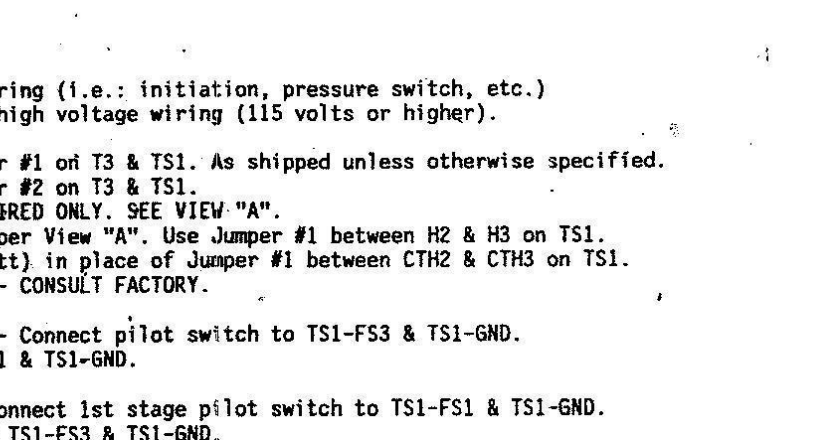 ring (i.e.: initiation, pressure switch, etc.)
high voltage wiring (115 volts or higher).
r #1 on T3 & TS1. As shipped unless otherwise specified.
r #2 on T3 & TS1.
IRED ONLY. SEE VIEW "A".
per View "A". Use Jumper #1 between H2 & H3 on TS1.
tt) in place of Jumper #1 between CTH2 & CTH3 on TS1.
- CONSULT FACTORY.
- Connect pilot switch to TS1-FS3 & TS1-GND.
1 & TS1-GND.
onnect 1st stage pilot switch to TS1-FS1 & TS1-GND.
TS1-FS3 & TS1-GND.